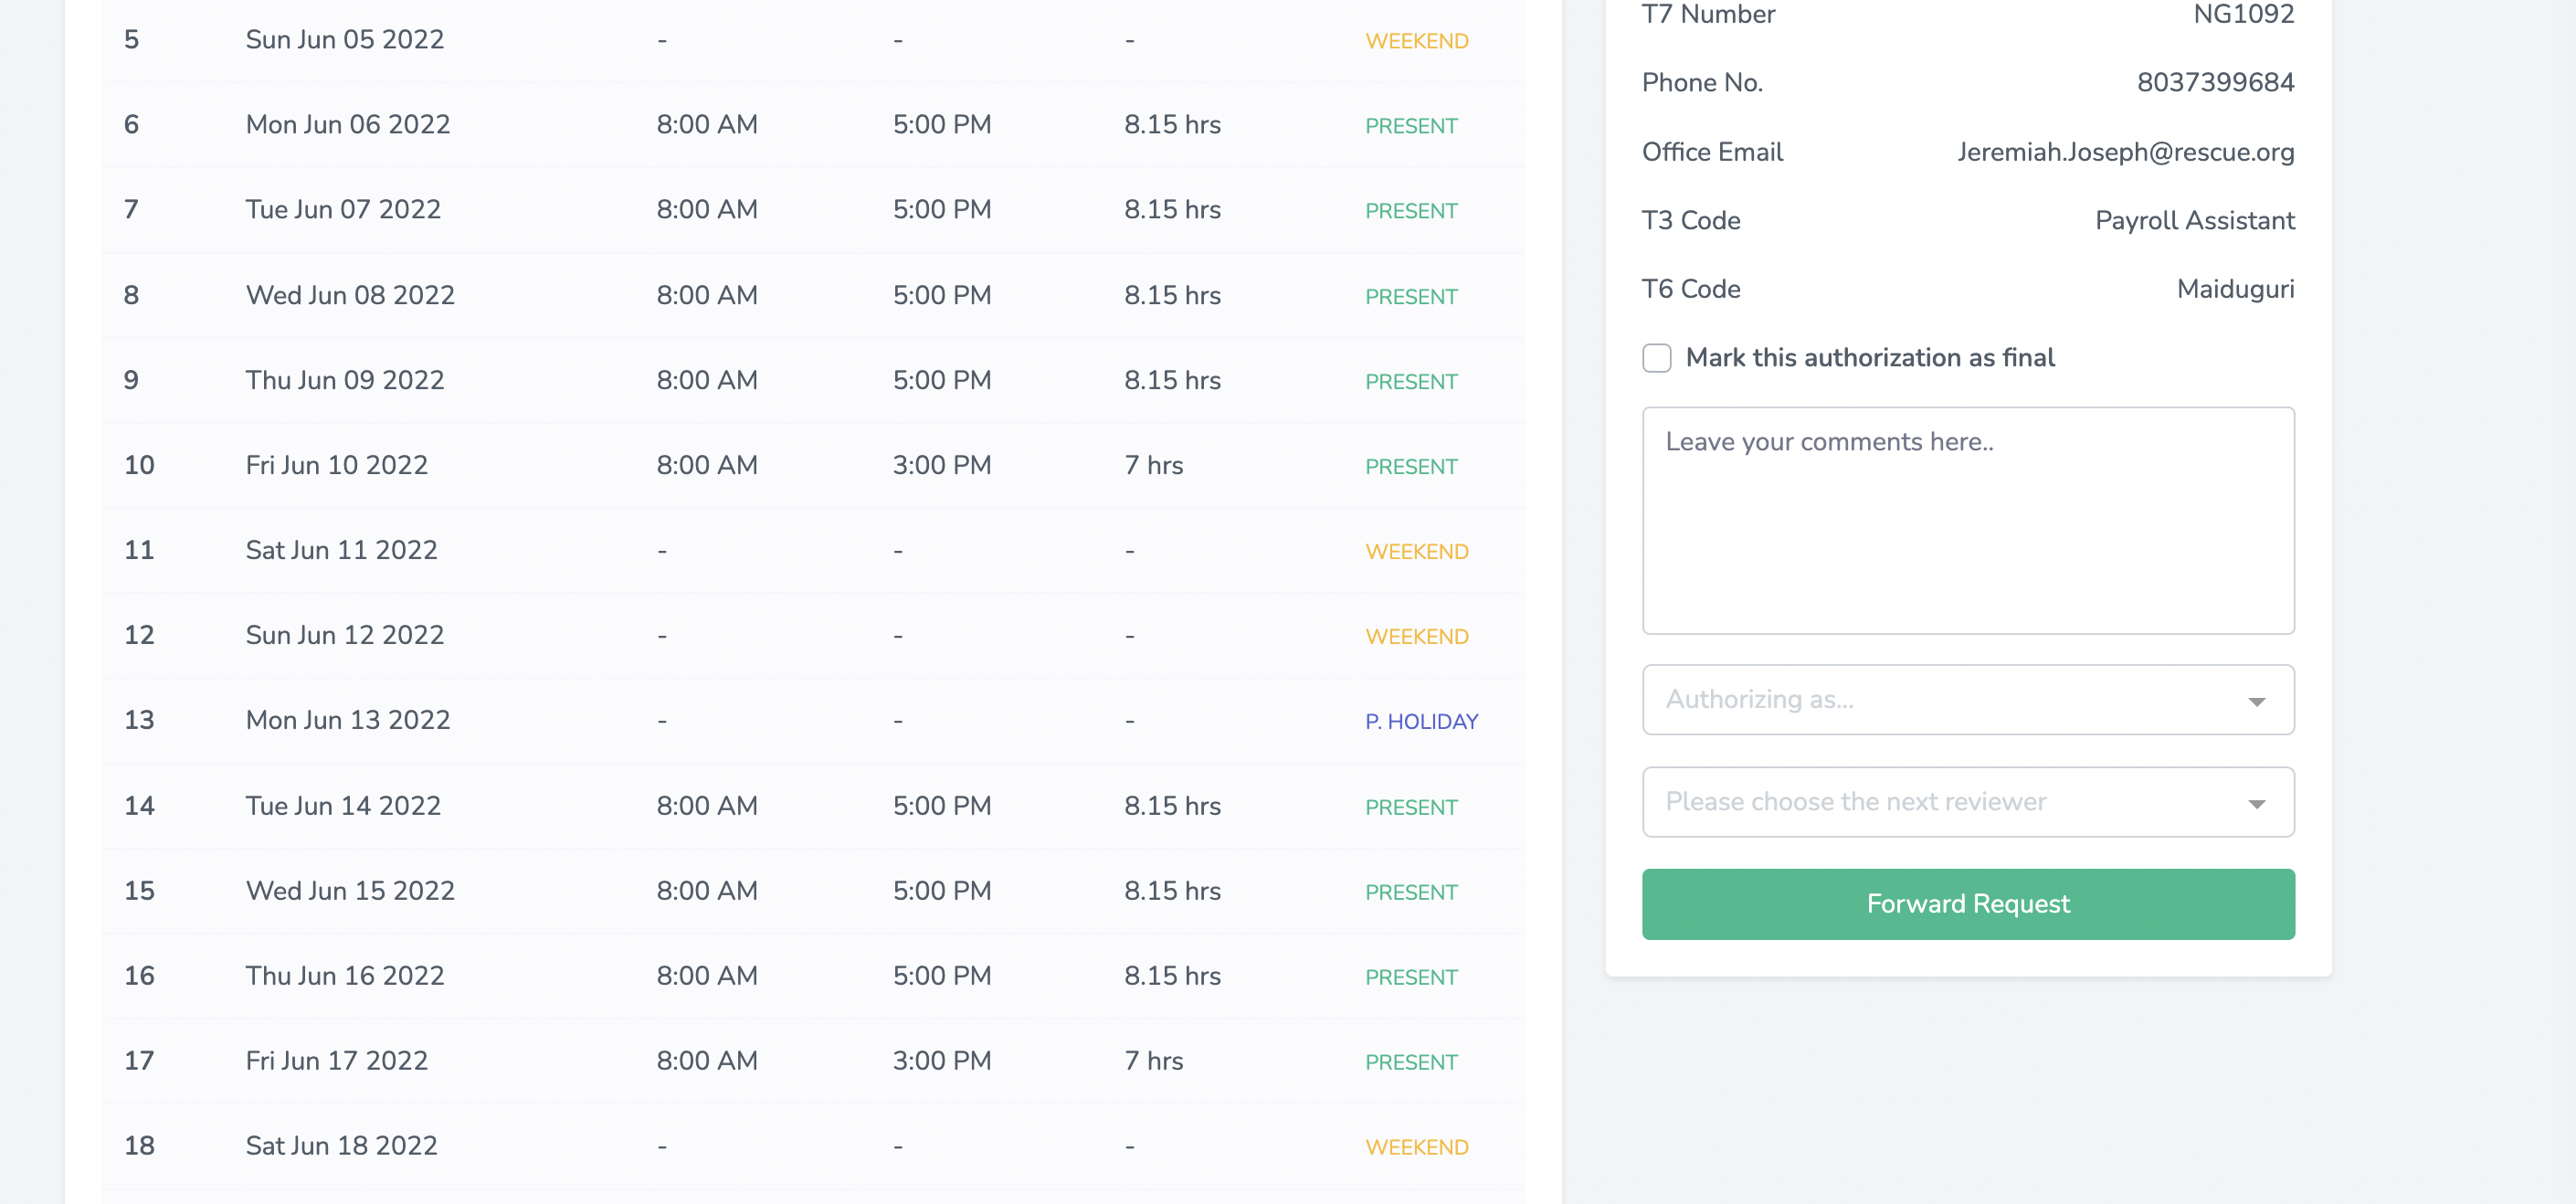 5 Sun Jun 05 2022 - - - WEEKEND
6 Mon Jun 06 2022 8:00 AM 5:00 PM 8.15 hrs PRESENT
7 Tue Jun 07 2022 8:00 AM 5:00 PM 8.15 hrs PRESENT
8 Wed Jun 08 2022 8:00 AM 5:00 PM 8.15 hrs PRESENT
9 Thu Jun 09 2022 8:00 AM 5:00 PM 8.15 hrs PRESENT
10 Fri Jun 10 2022 8:00 AM 3:00 PM 7 hrs PRESENT
11 Sat Jun 11 2022 - - - WEEKEND
12 Sun Jun 12 2022 - - - WEEKEND
13 Mon Jun 13 2022 - - - P. HOLIDAY
14 Tue Jun 14 2022 8:00 AM 5:00 PM 8.15 hrs PRESENT
15 Wed Jun 15 2022 8:00 AM 5:00 PM 8.15 hrs PRESENT
16 Thu Jun 16 2022 8:00 AM 5:00 PM 8.15 hrs PRESENT
17 Fri Jun 17 2022 8:00 AM 3:00 PM 7 hrs PRESENT
18 Sat Jun 18 2022 - - - WEEKEND
T7 Number NG1092
Phone No. 8037399684
Office Email Jeremiah.Joseph@rescue.org
T3 Code Payroll Assistant
T6 Code Maiduguri
Mark this authorization as final
Leave your comments here..
Authorizing as...
Please choose the next reviewer
Forward Request